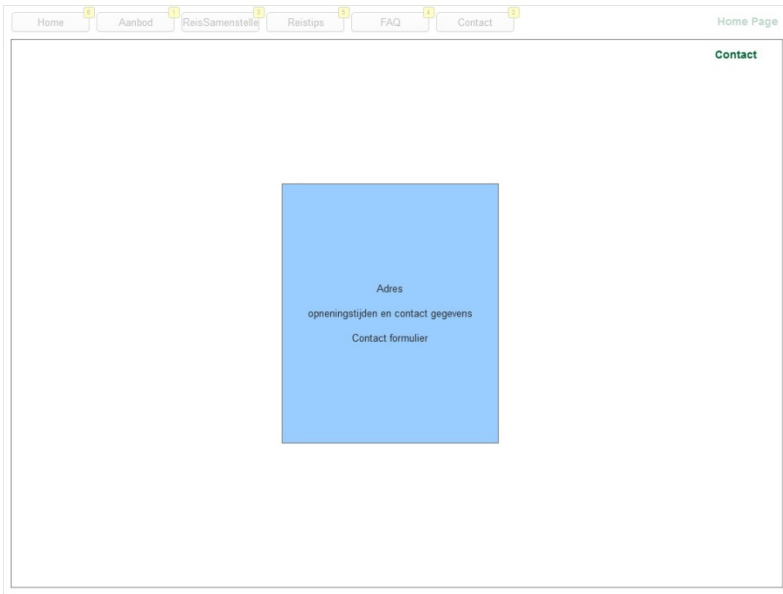 Home 6 Aanbod 1 ReisSamenstelle 3 Reistips 5 FAQ 4 Contact 2 Home Page
Contact
Adres
opneningstijden en contact gegevens
Contact formulier